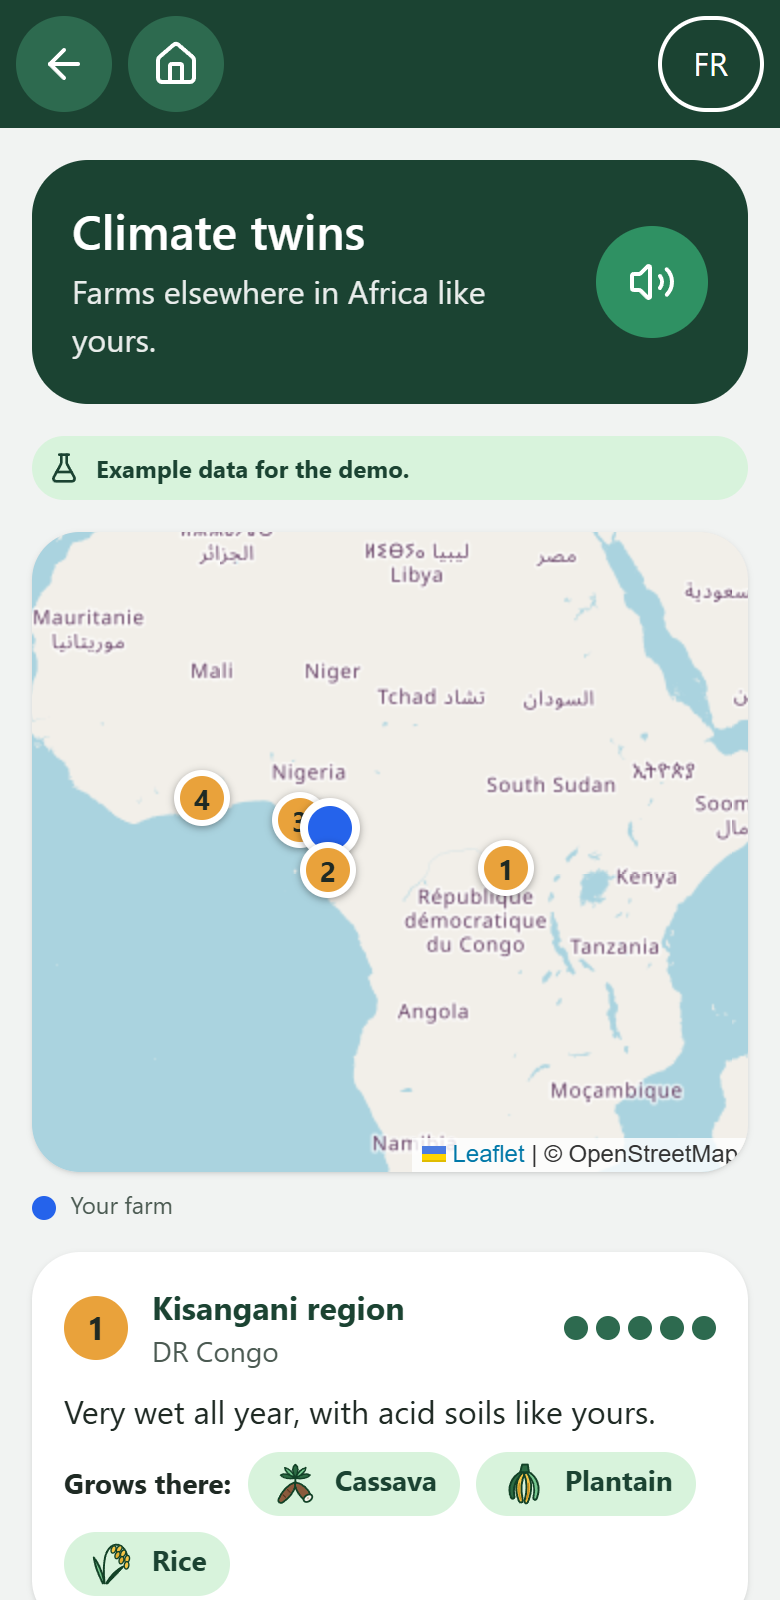 FR
Climate twins
Farms elsewhere in Africa like
yours.
Example data for the demo.
الجزائر
ⵍⵉⴱⵢⴰ ليبيا
Libya
مصر
السعودية
Mauritanie
موريتانيا
Mali
Niger
Tchad تشاد
السودان
Nigeria
South Sudan
ኢትዮጵያ
Soom
4
3
2
1
Kenya
République
démocratique
du Congo
Tanzania
Angola
Moçambique
Namibia
Leaflet | © OpenStreetMap
Your farm
1
Kisangani region
DR Congo
Very wet all year, with acid soils like yours.
Grows there:
Cassava
Plantain
Rice